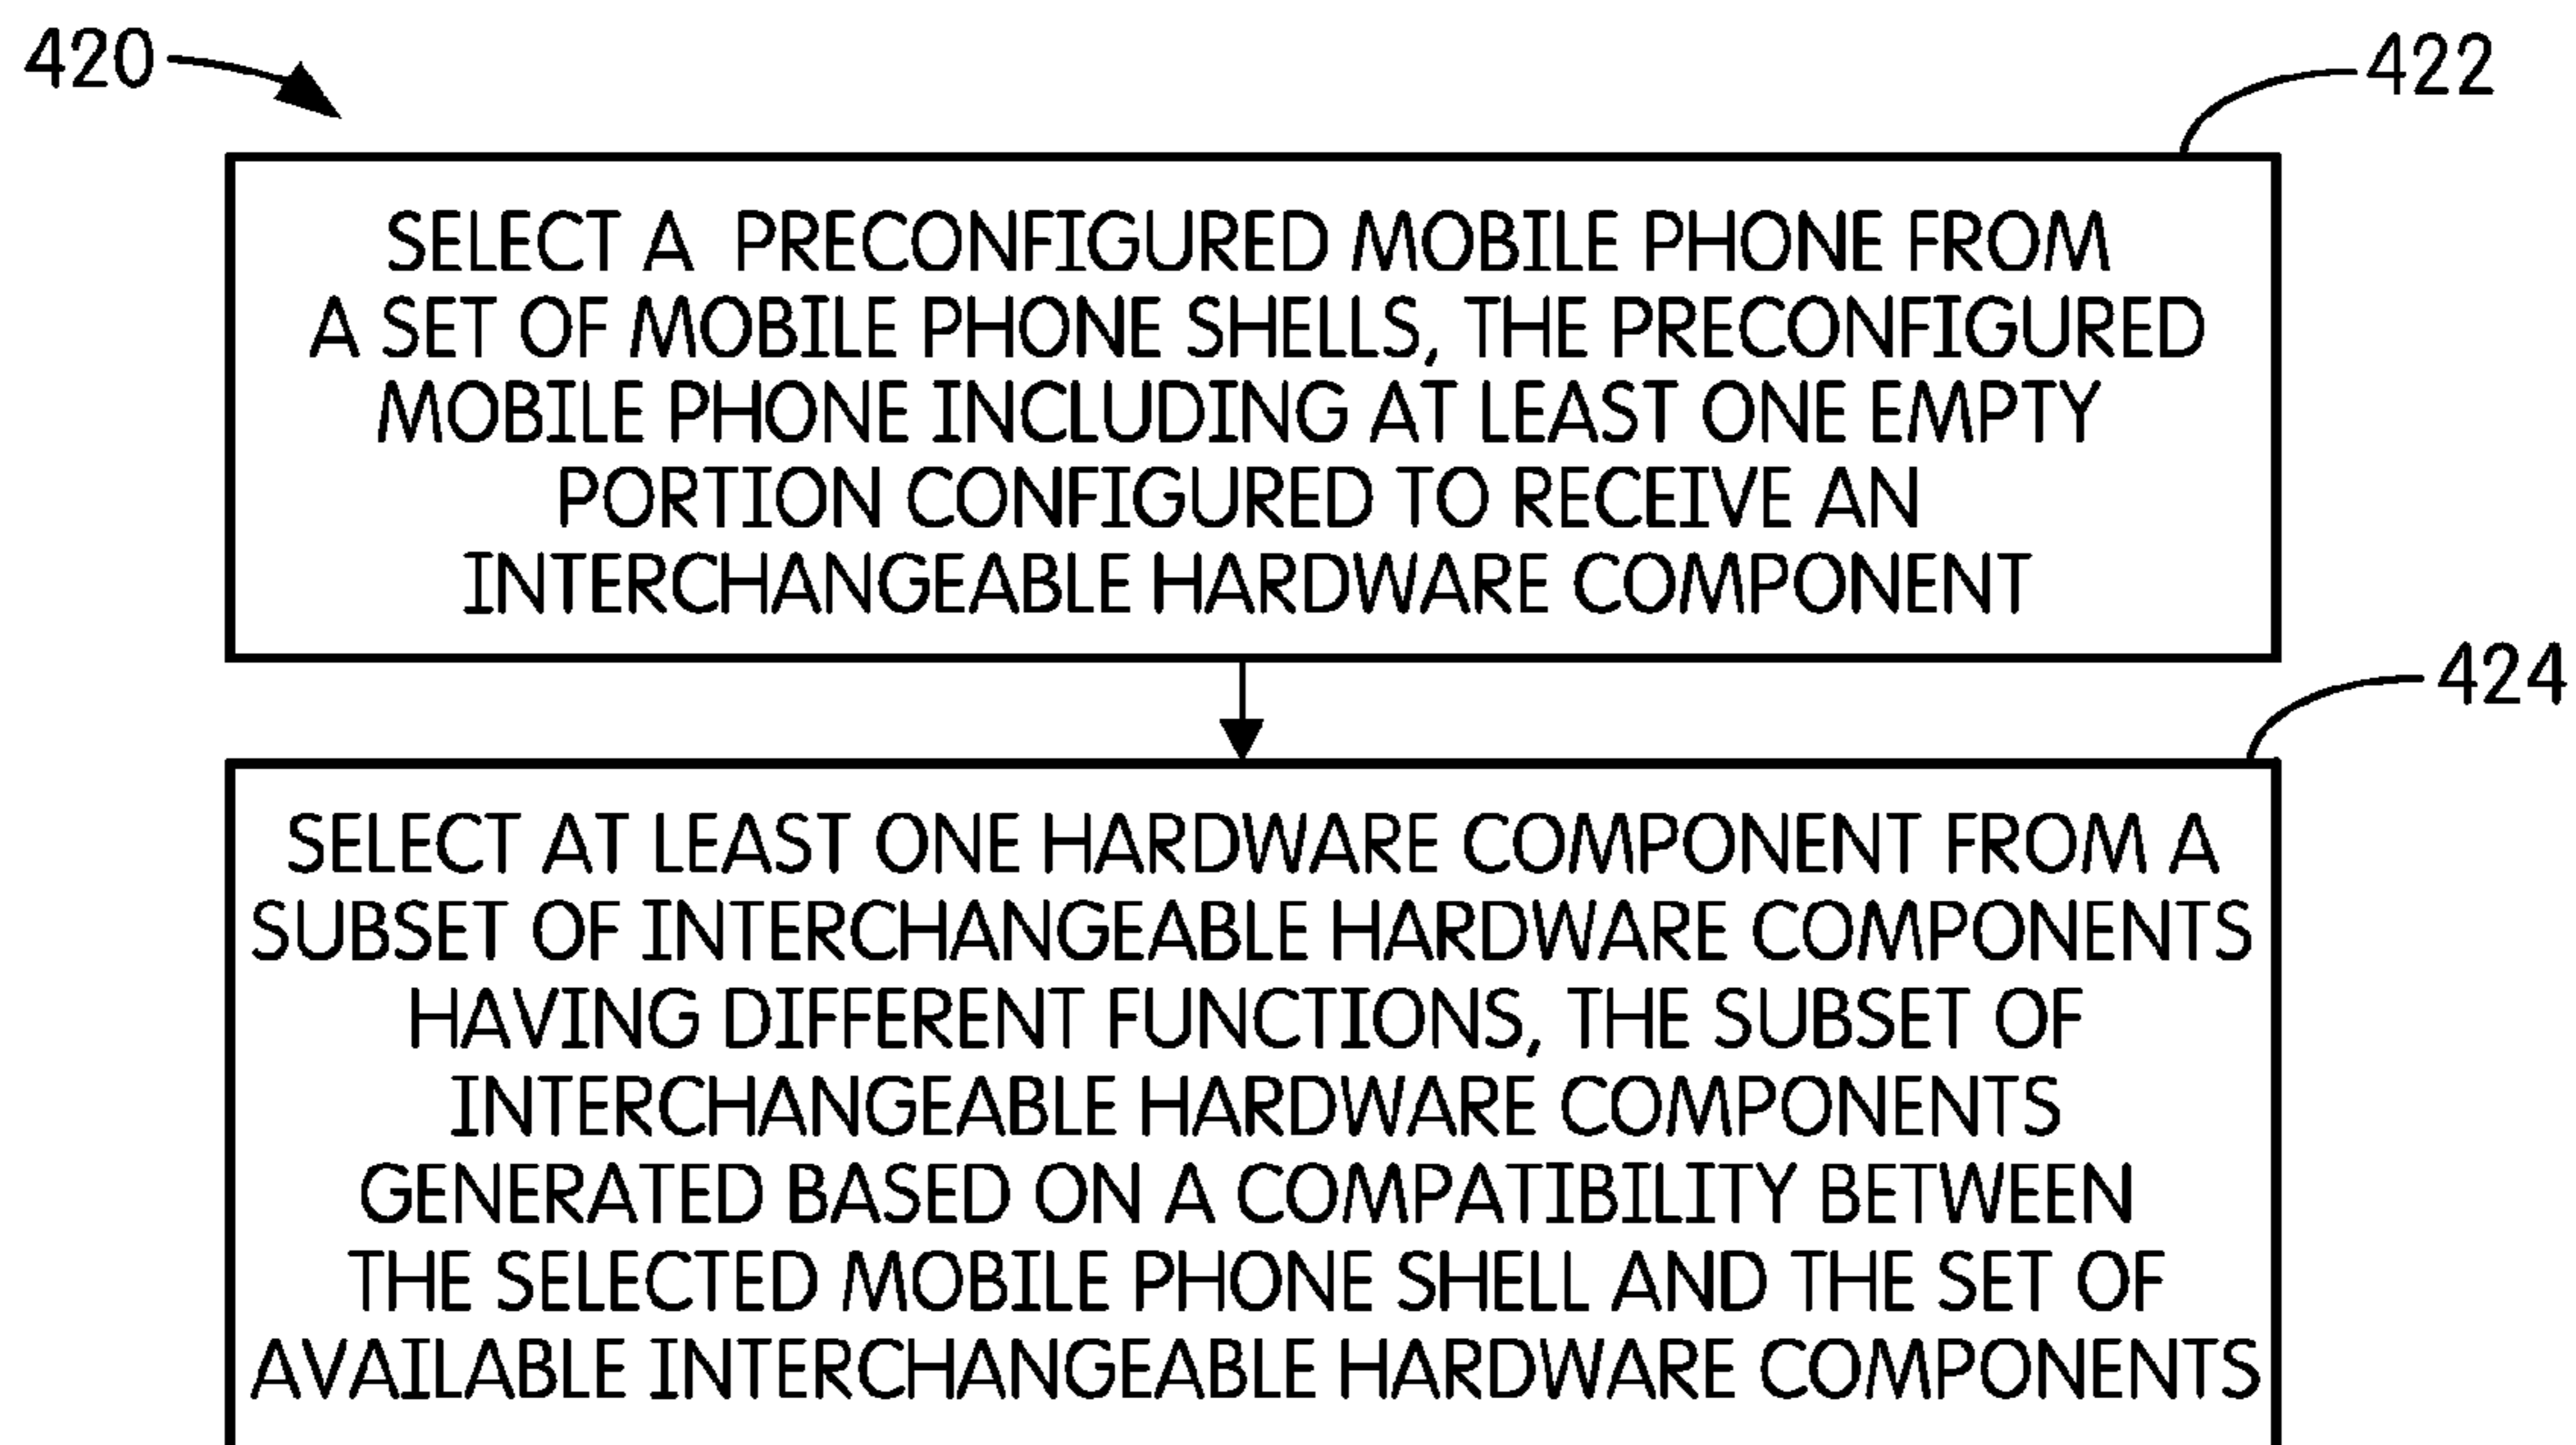 420
422
SELECT A PRECONFIGURED MOBILE PHONE FROM
A SET OF MOBILE PHONE SHELLS, THE PRECONFIGURED
MOBILE PHONE INCLUDING AT LEAST ONE EMPTY
PORTION CONFIGURED TO RECEIVE AN
INTERCHANGEABLE HARDWARE COMPONENT
424
SELECT AT LEAST ONE HARDWARE COMPONENT FROM A
SUBSET OF INTERCHANGEABLE HARDWARE COMPONENTS
HAVING DIFFERENT FUNCTIONS, THE SUBSET OF
INTERCHANGEABLE HARDWARE COMPONENTS
GENERATED BASED ON A COMPATIBILITY BETWEEN
THE SELECTED MOBILE PHONE SHELL AND THE SET OF
AVAILABLE INTERCHANGEABLE HARDWARE COMPONENTS